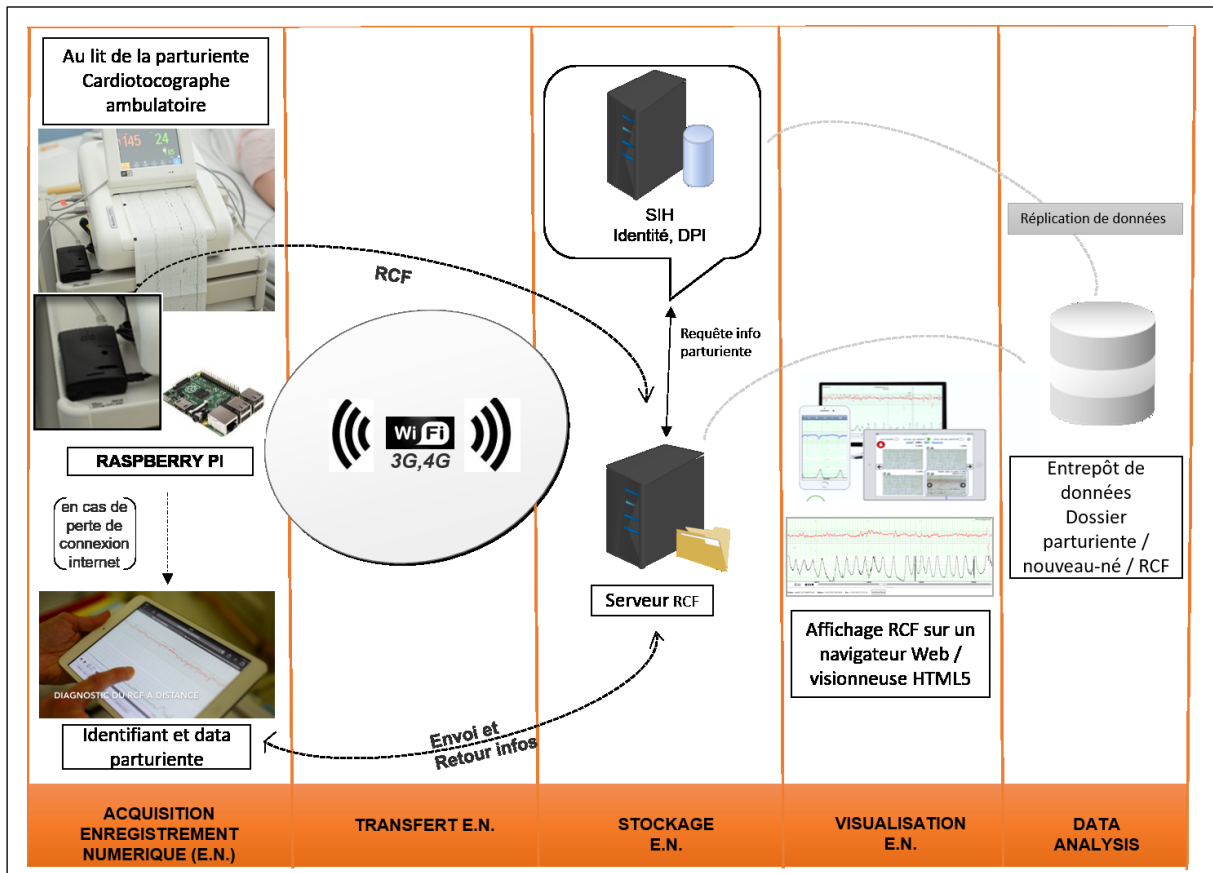 Au lit de la parturiente
Cardiotocographe
ambulatoire
145
24
RASPBERRY PI
en cas de
perte de
connexion
internet
DIAGNOSTIC DU RCF A DISTANCE
Identifiant et data
parturiente
RCF
WiFi
3G,4G
Envoi et
Retour infos
SIH
Identité, DPI
Requête info
parturiente
Serveur RCF
Affichage RCF sur un
navigateur Web /
visionneuse HTML5
Réplication de données
Entrepôt de
données
Dossier
parturiente /
nouveau-né / RCF
ACQUISITION
ENREGISTREMENT
NUMERIQUE (E.N.)
TRANSFERT E.N.
STOCKAGE
E.N.
VISUALISATION
E.N.
DATA
ANALYSIS